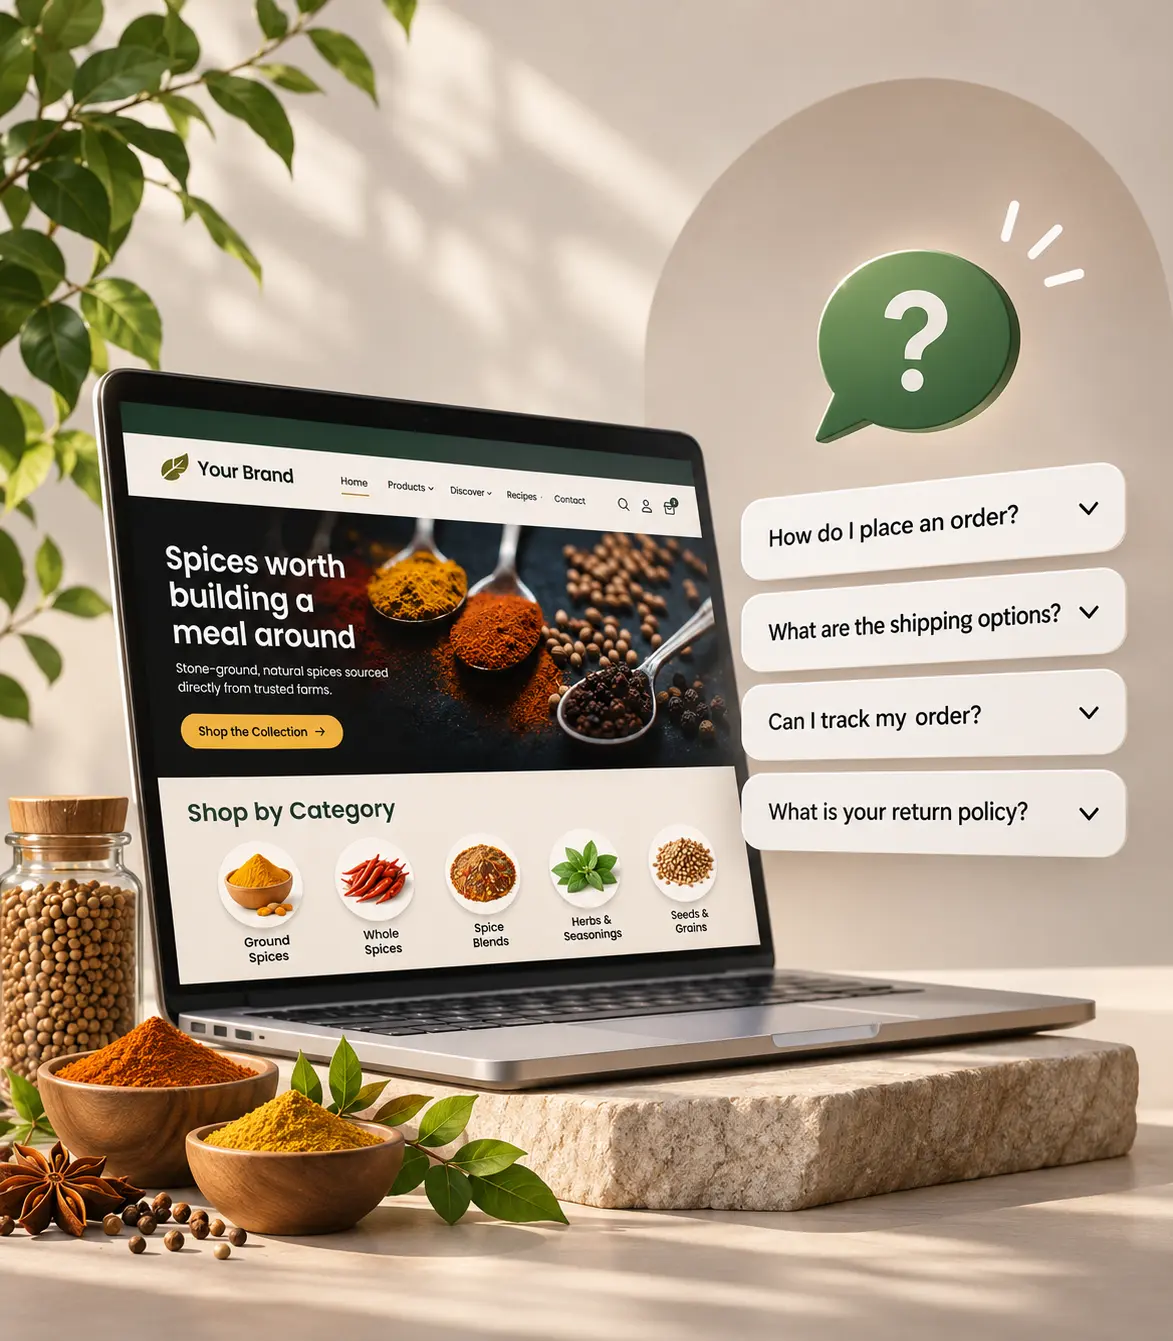 Your Brand
Home
Products
Discover
Recipes
Contact
Spices worth
building a
meal around
Stone-ground, natural spices sourced
directly from trusted farms.
Shop the Collection →
Shop by Category
Ground
Spices
Whole
Spices
Spice
Blends
Herbs &
Seasonings
Seeds &
Grains
?
How do I place an order?
What are the shipping options?
Can I track my order?
What is your return policy?